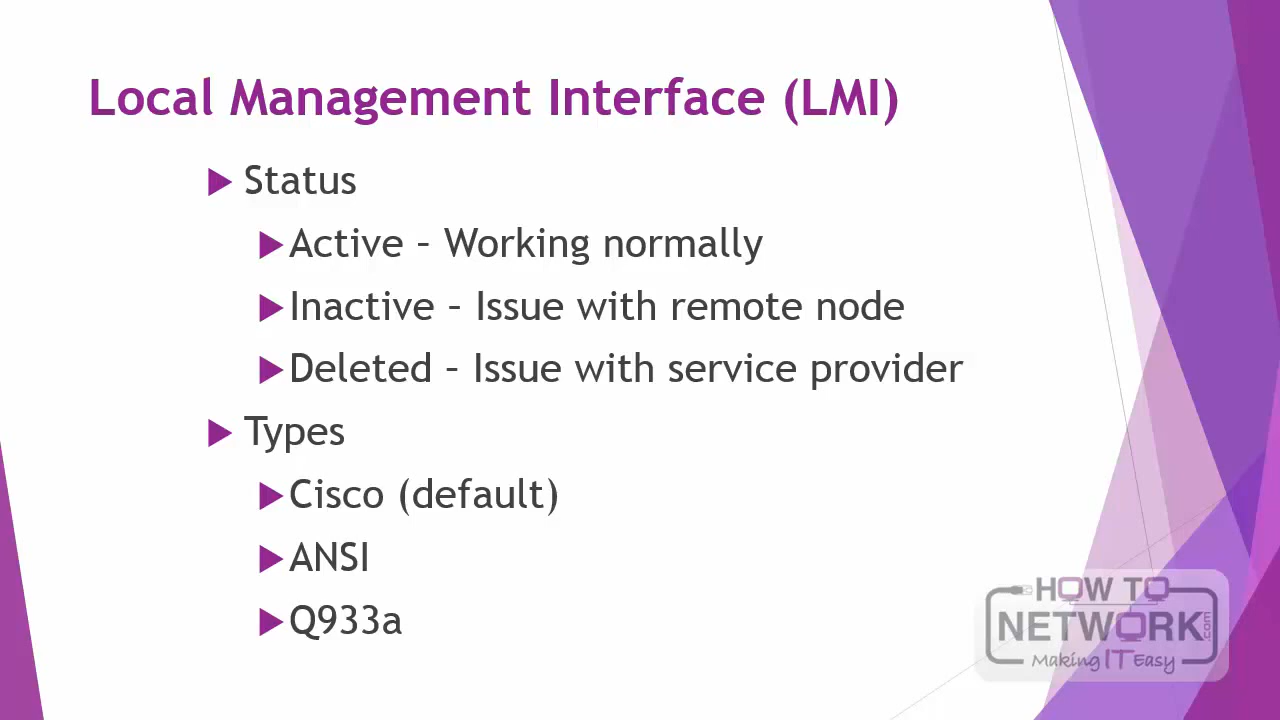 Local Management Interface (LMI)
Status
Active – Working normally
Inactive – Issue with remote node
Deleted – Issue with service provider
Types
Cisco (default)
ANSI
Q933a
HOW TO
NETWORK.com
Making IT Easy